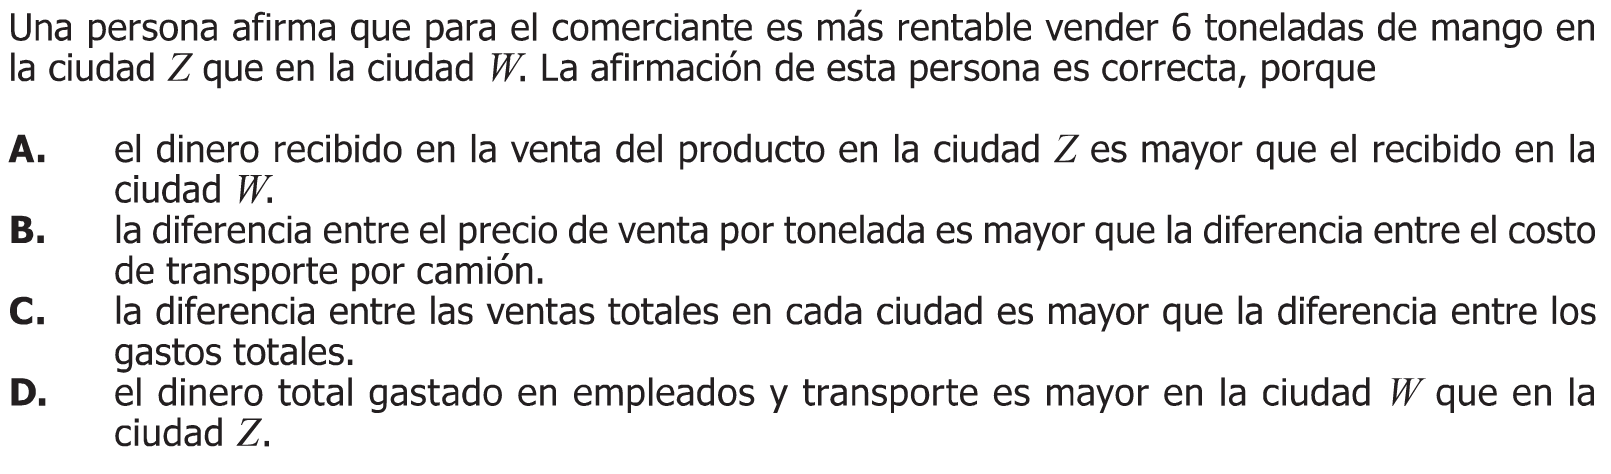 Una persona afirma que para el comerciante es más rentable vender 6 toneladas de mango en
la ciudad Z que en la ciudad W. La afirmación de esta persona es correcta, porque
A. el dinero recibido en la venta del producto en la ciudad Z es mayor que el recibido en la
ciudad W.
B. la diferencia entre el precio de venta por tonelada es mayor que la diferencia entre el costo
de transporte por camión.
C. la diferencia entre las ventas totales en cada ciudad es mayor que la diferencia entre los
gastos totales.
D. el dinero total gastado en empleados y transporte es mayor en la ciudad W que en la
ciudad Z.